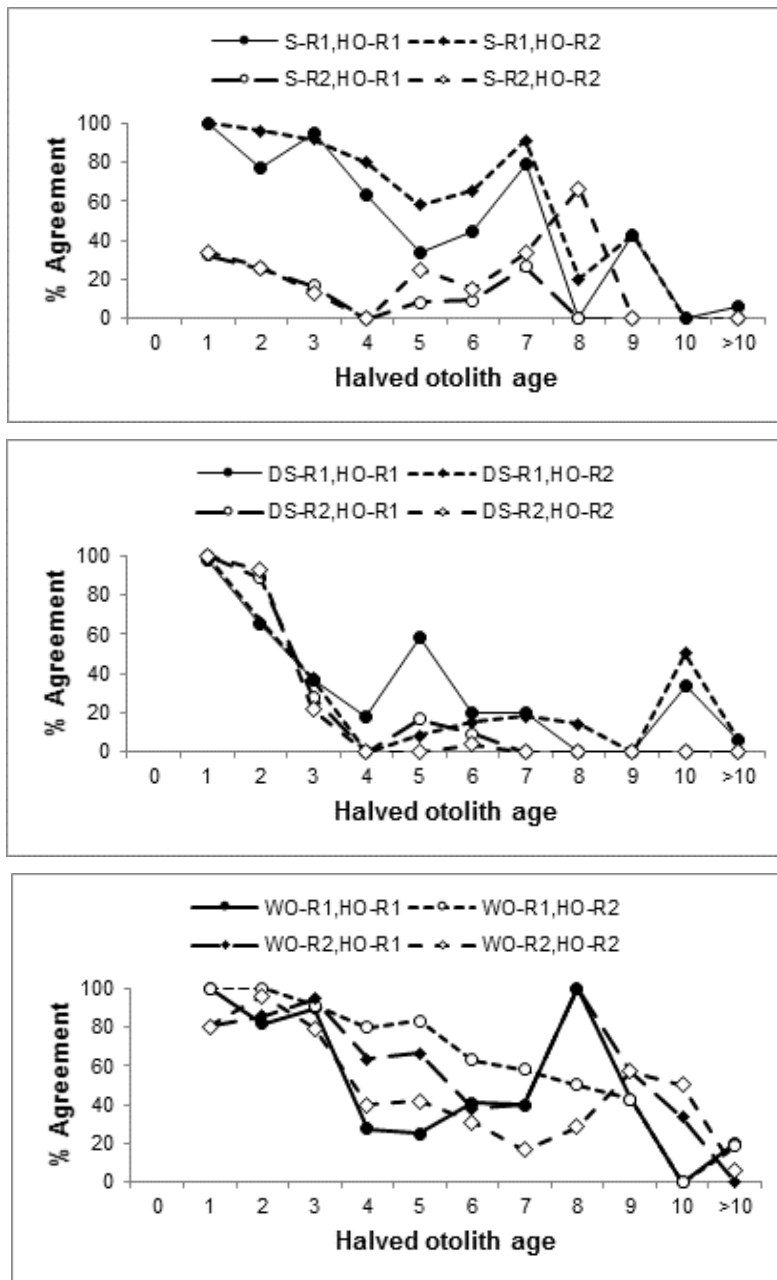 S-R1,HO-R1 S-R1,HO-R2
S-R2,HO-R1 S-R2,HO-R2
% Agreement
100
80
60
40
20
0
0 1 2 3 4 5 6 7 8 9 10 >10
Halved otolith age
DS-R1,HO-R1 DS-R1,HO-R2
DS-R2,HO-R1 DS-R2,HO-R2
% Agreement
100
80
60
40
20
0
0 1 2 3 4 5 6 7 8 9 10 >10
Halved otolith age
WO-R1,HO-R1 WO-R1,HO-R2
WO-R2,HO-R1 WO-R2,HO-R2
% Agreement
100
80
60
40
20
0
0 1 2 3 4 5 6 7 8 9 10 >10
Halved otolith age